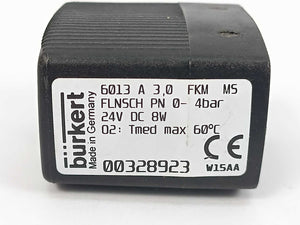 bürkert
Made in Germany
6013 A 3,0 FKM MS
FLNSCH PN 0- 4bar
24V DC 8W
O2: Tmed max 60°C
00328923
CE
W15AA